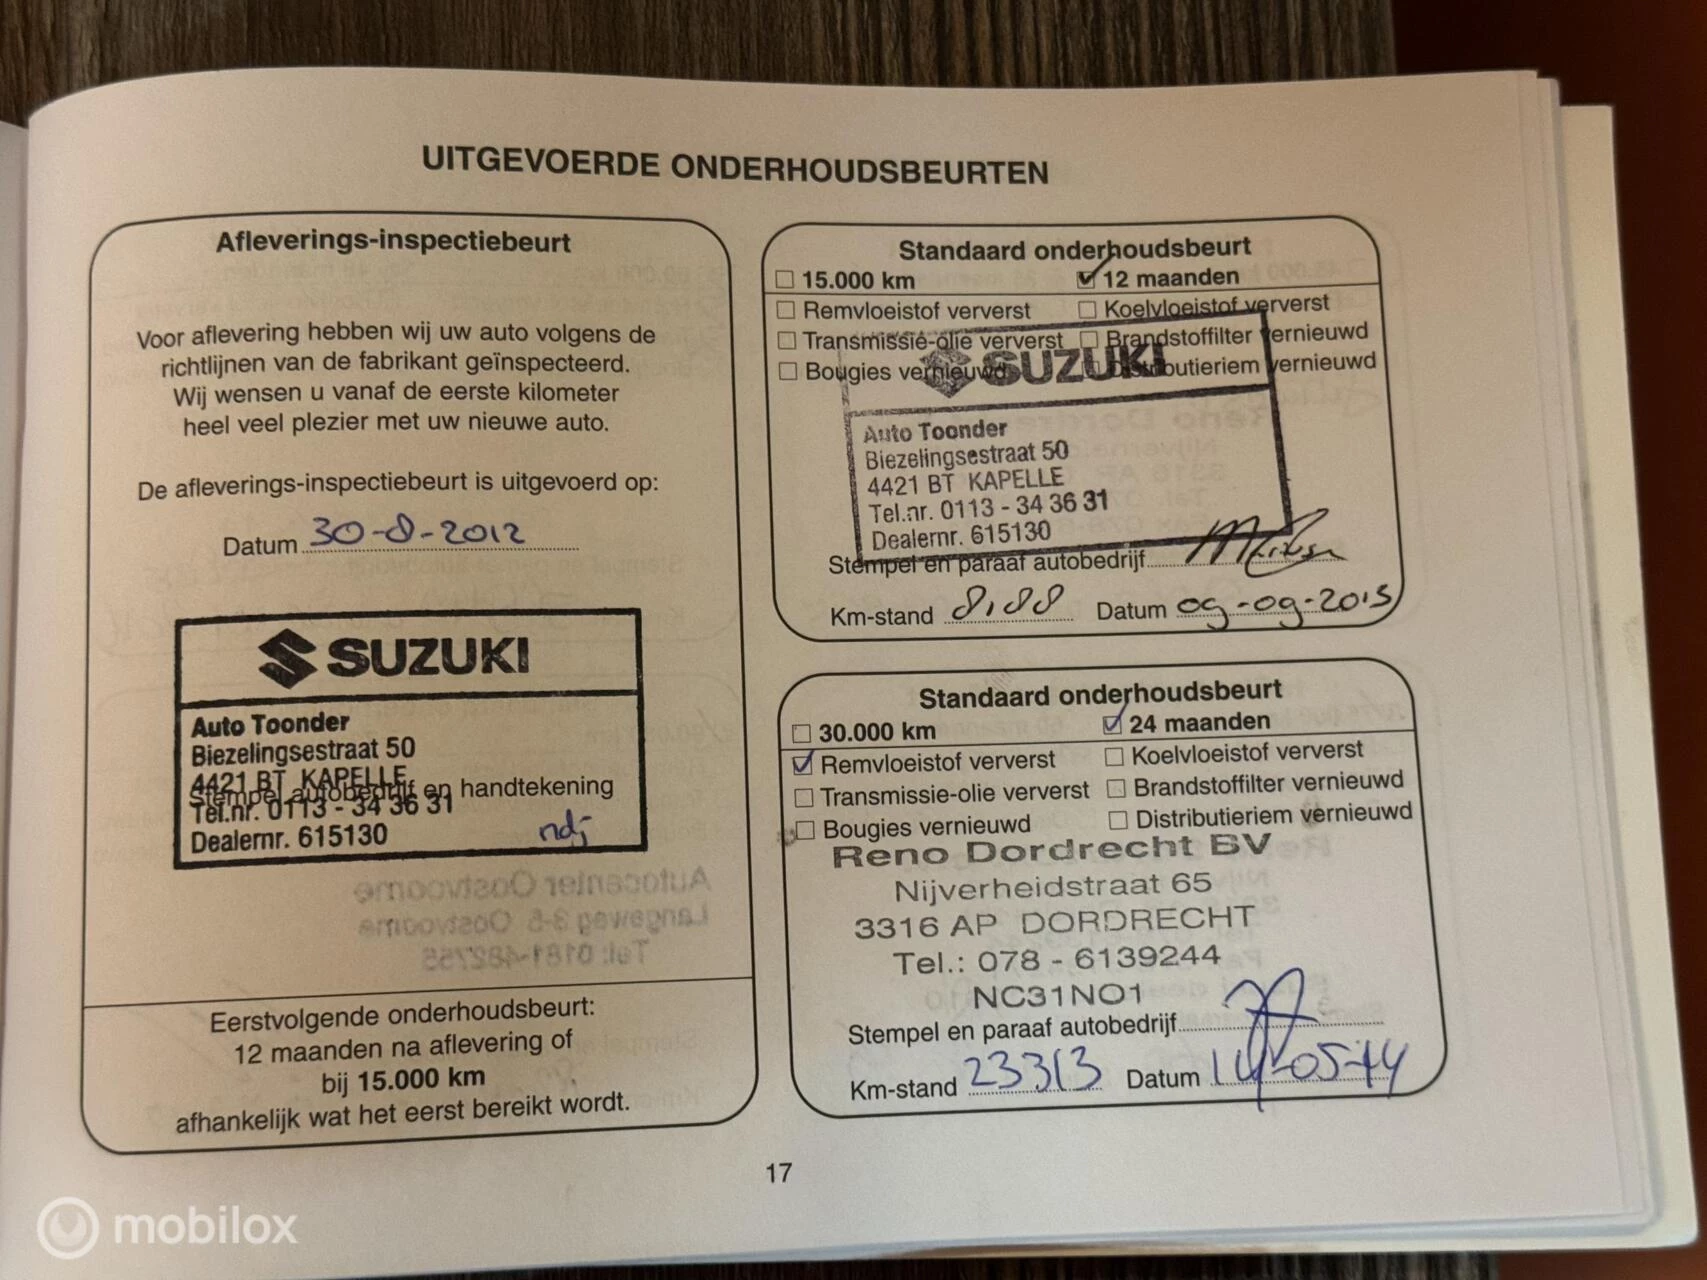 UITGEVOERDE ONDERHOUDSBEURTEN
Afleverings-inspectiebeurt
Voor aflevering hebben wij uw auto volgens de
richtlijnen van de fabrikant geïnspecteerd.
Wij wensen u vanaf de eerste kilometer
heel veel plezier met uw nieuwe auto.
De afleverings-inspectiebeurt is uitgevoerd op:
Datum 30-8-2012
SUZUKI
Auto Toonder
Biezelingsestraat 50
4421 BT KAPELLE
Stempel autobedrijf en handtekening
Tel.nr. 0113 - 34 36 31
Dealernr. 615130
Eerstvolgende onderhoudsbeurt:
12 maanden na aflevering of
bij 15.000 km
afhankelijk wat het eerst bereikt wordt.
Standaard onderhoudsbeurt
15.000 km 12 maanden
Remvloeistof ververst Koelvloeistof ververst
Transmissie-olie ververst Brandstoffilter vernieuwd
Bougies vernieuwd Distributieriem vernieuwd
SUZUKI
Auto Toonder
Biezelingsestraat 50
4421 BT KAPELLE
Tel.nr. 0113 - 34 36 31
Dealernr. 615130
Stempel en paraaf autobedrijf
Km-stand 8188 Datum 09-09-2013
Standaard onderhoudsbeurt
30.000 km 24 maanden
Remvloeistof ververst Koelvloeistof ververst
Transmissie-olie ververst Brandstoffilter vernieuwd
Bougies vernieuwd Distributieriem vernieuwd
Reno Dordrecht BV
Nijverheidstraat 65
3316 AP DORDRECHT
Tel.: 078 - 6139244
NC31NO1
Stempel en paraaf autobedrijf
Km-stand 23313 Datum 14-05-14
17
mobilox